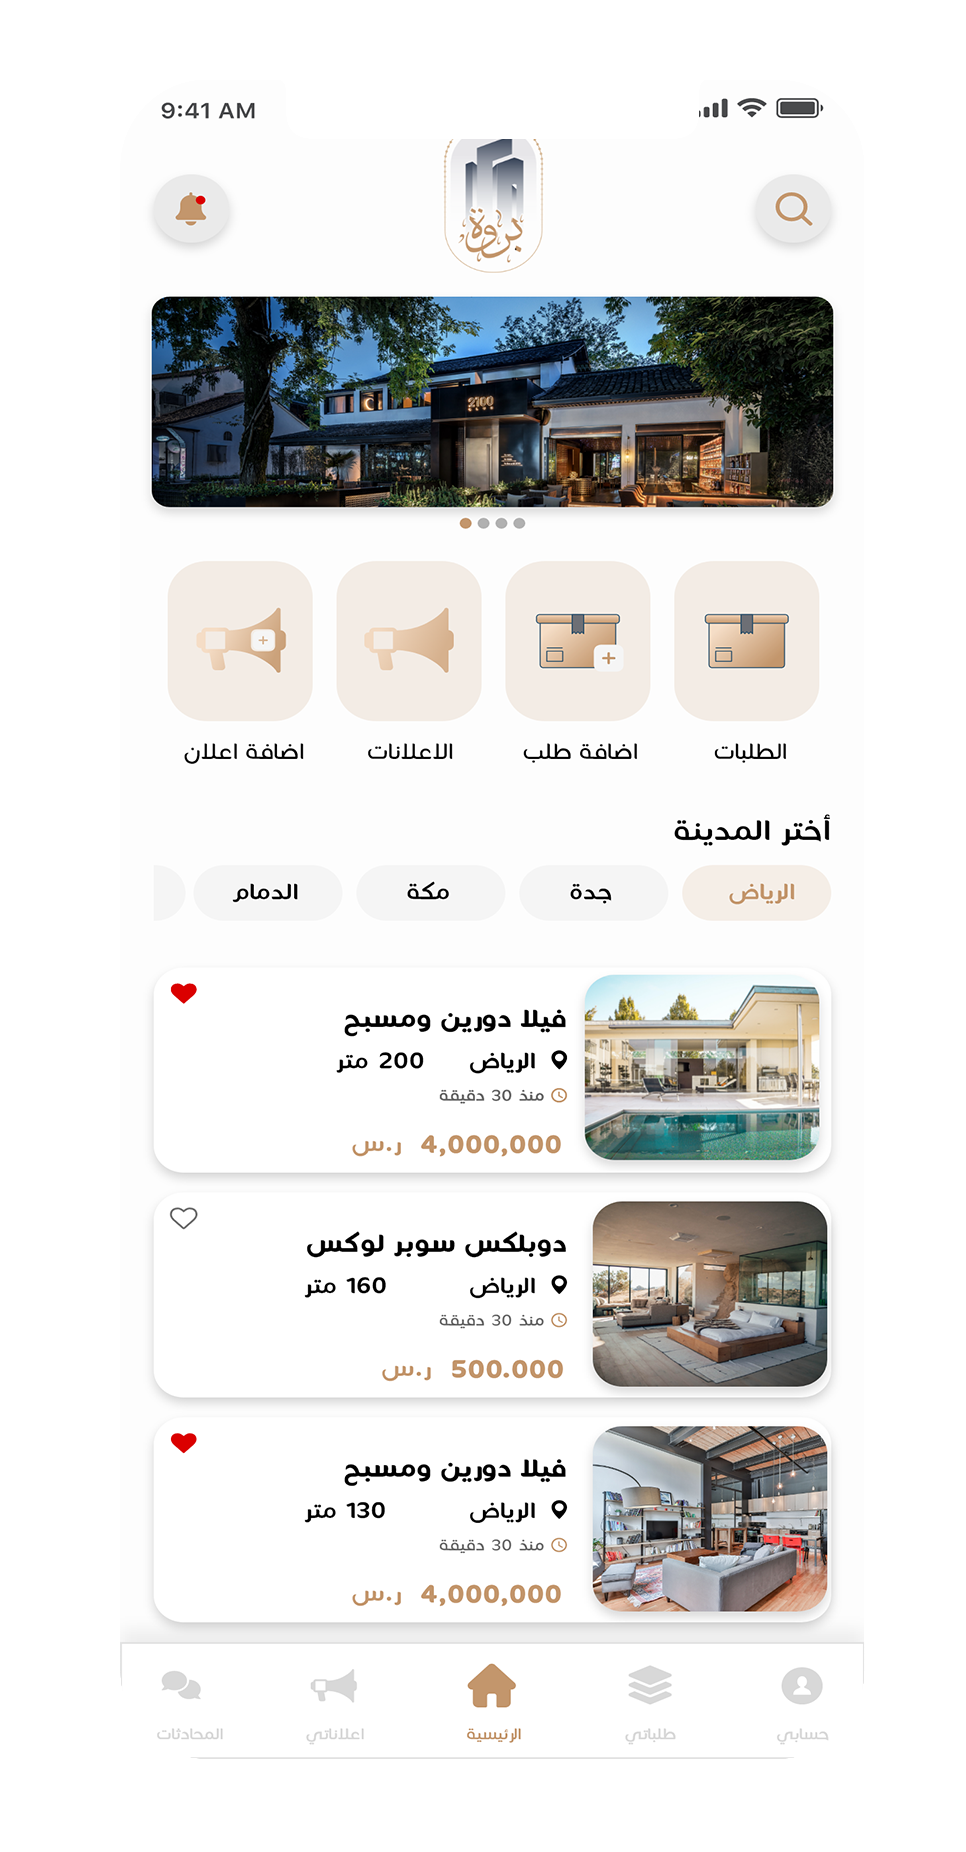 9:41 AM
بروة
2100
الطلبات
اضافة طلب
الاعلانات
اضافة اعلان
أختر المدينة
الرياض
جدة
مكة
الدمام
فيلا دورين ومسبح
الرياض 200 متر
منذ 30 دقيقة
4,000,000 ر.س
دوبلكس سوبر لوكس
الرياض 160 متر
منذ 30 دقيقة
500.000 ر.س
فيلا دورين ومسبح
الرياض 130 متر
منذ 30 دقيقة
4,000,000 ر.س
حسابي
طلباتي
الرئيسية
اعلاناتي
المحادثات